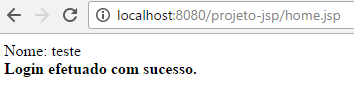 localhost:8080/projeto-jsp/home.jsp
Nome: teste
Login efetuado com sucesso.